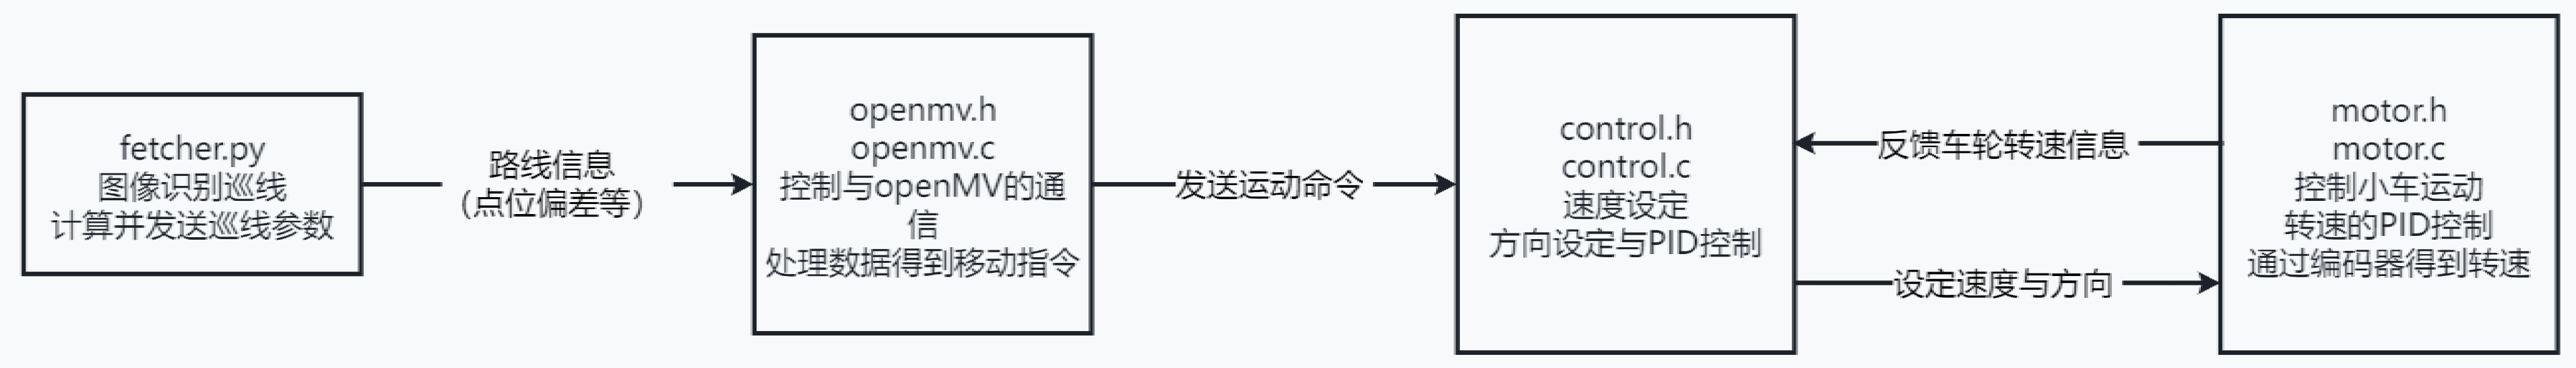 fetcher.py
图像识别巡线
计算并发送巡线参数
路线信息
（点位偏差等）
openmv.h
openmv.c
控制与openMV的通
信
处理数据得到移动指令
发送运动命令
control.h
control.c
速度设定
方向设定与PID控制
反馈车轮转速信息
设定速度与方向
motor.h
motor.c
控制小车运动
转速的PID控制
通过编码器得到转速